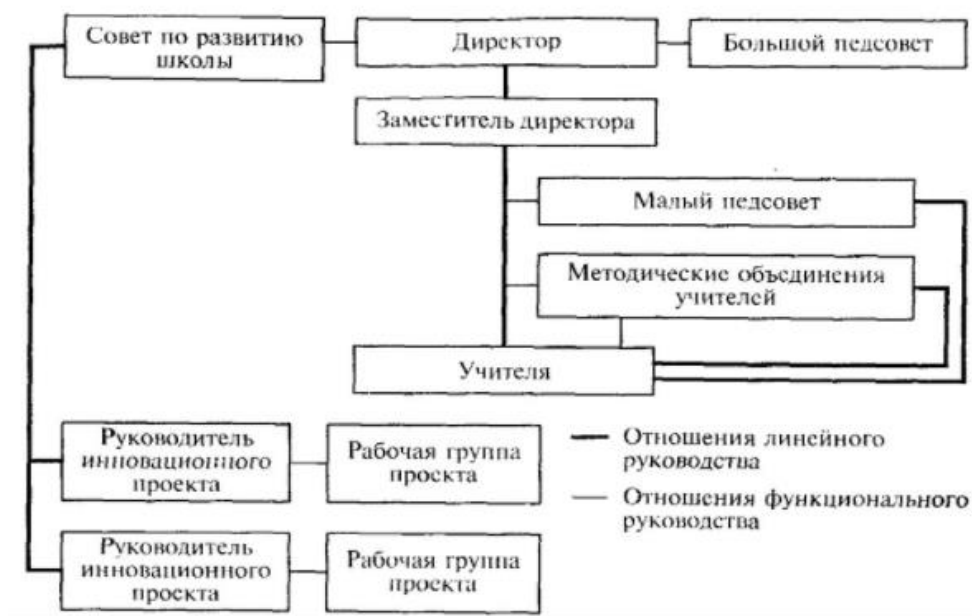 Совет по развитию
школы
Директор
Большой педсовет
Заместитель директора
Малый педсовет
Методические объединения
учителей
Учителя
Руководитель
инновационного
проекта
Рабочая группа
проекта
Отношения линейного
руководства
Отношения функционального
руководства
Руководитель
инновационного
проекта
Рабочая группа
проекта